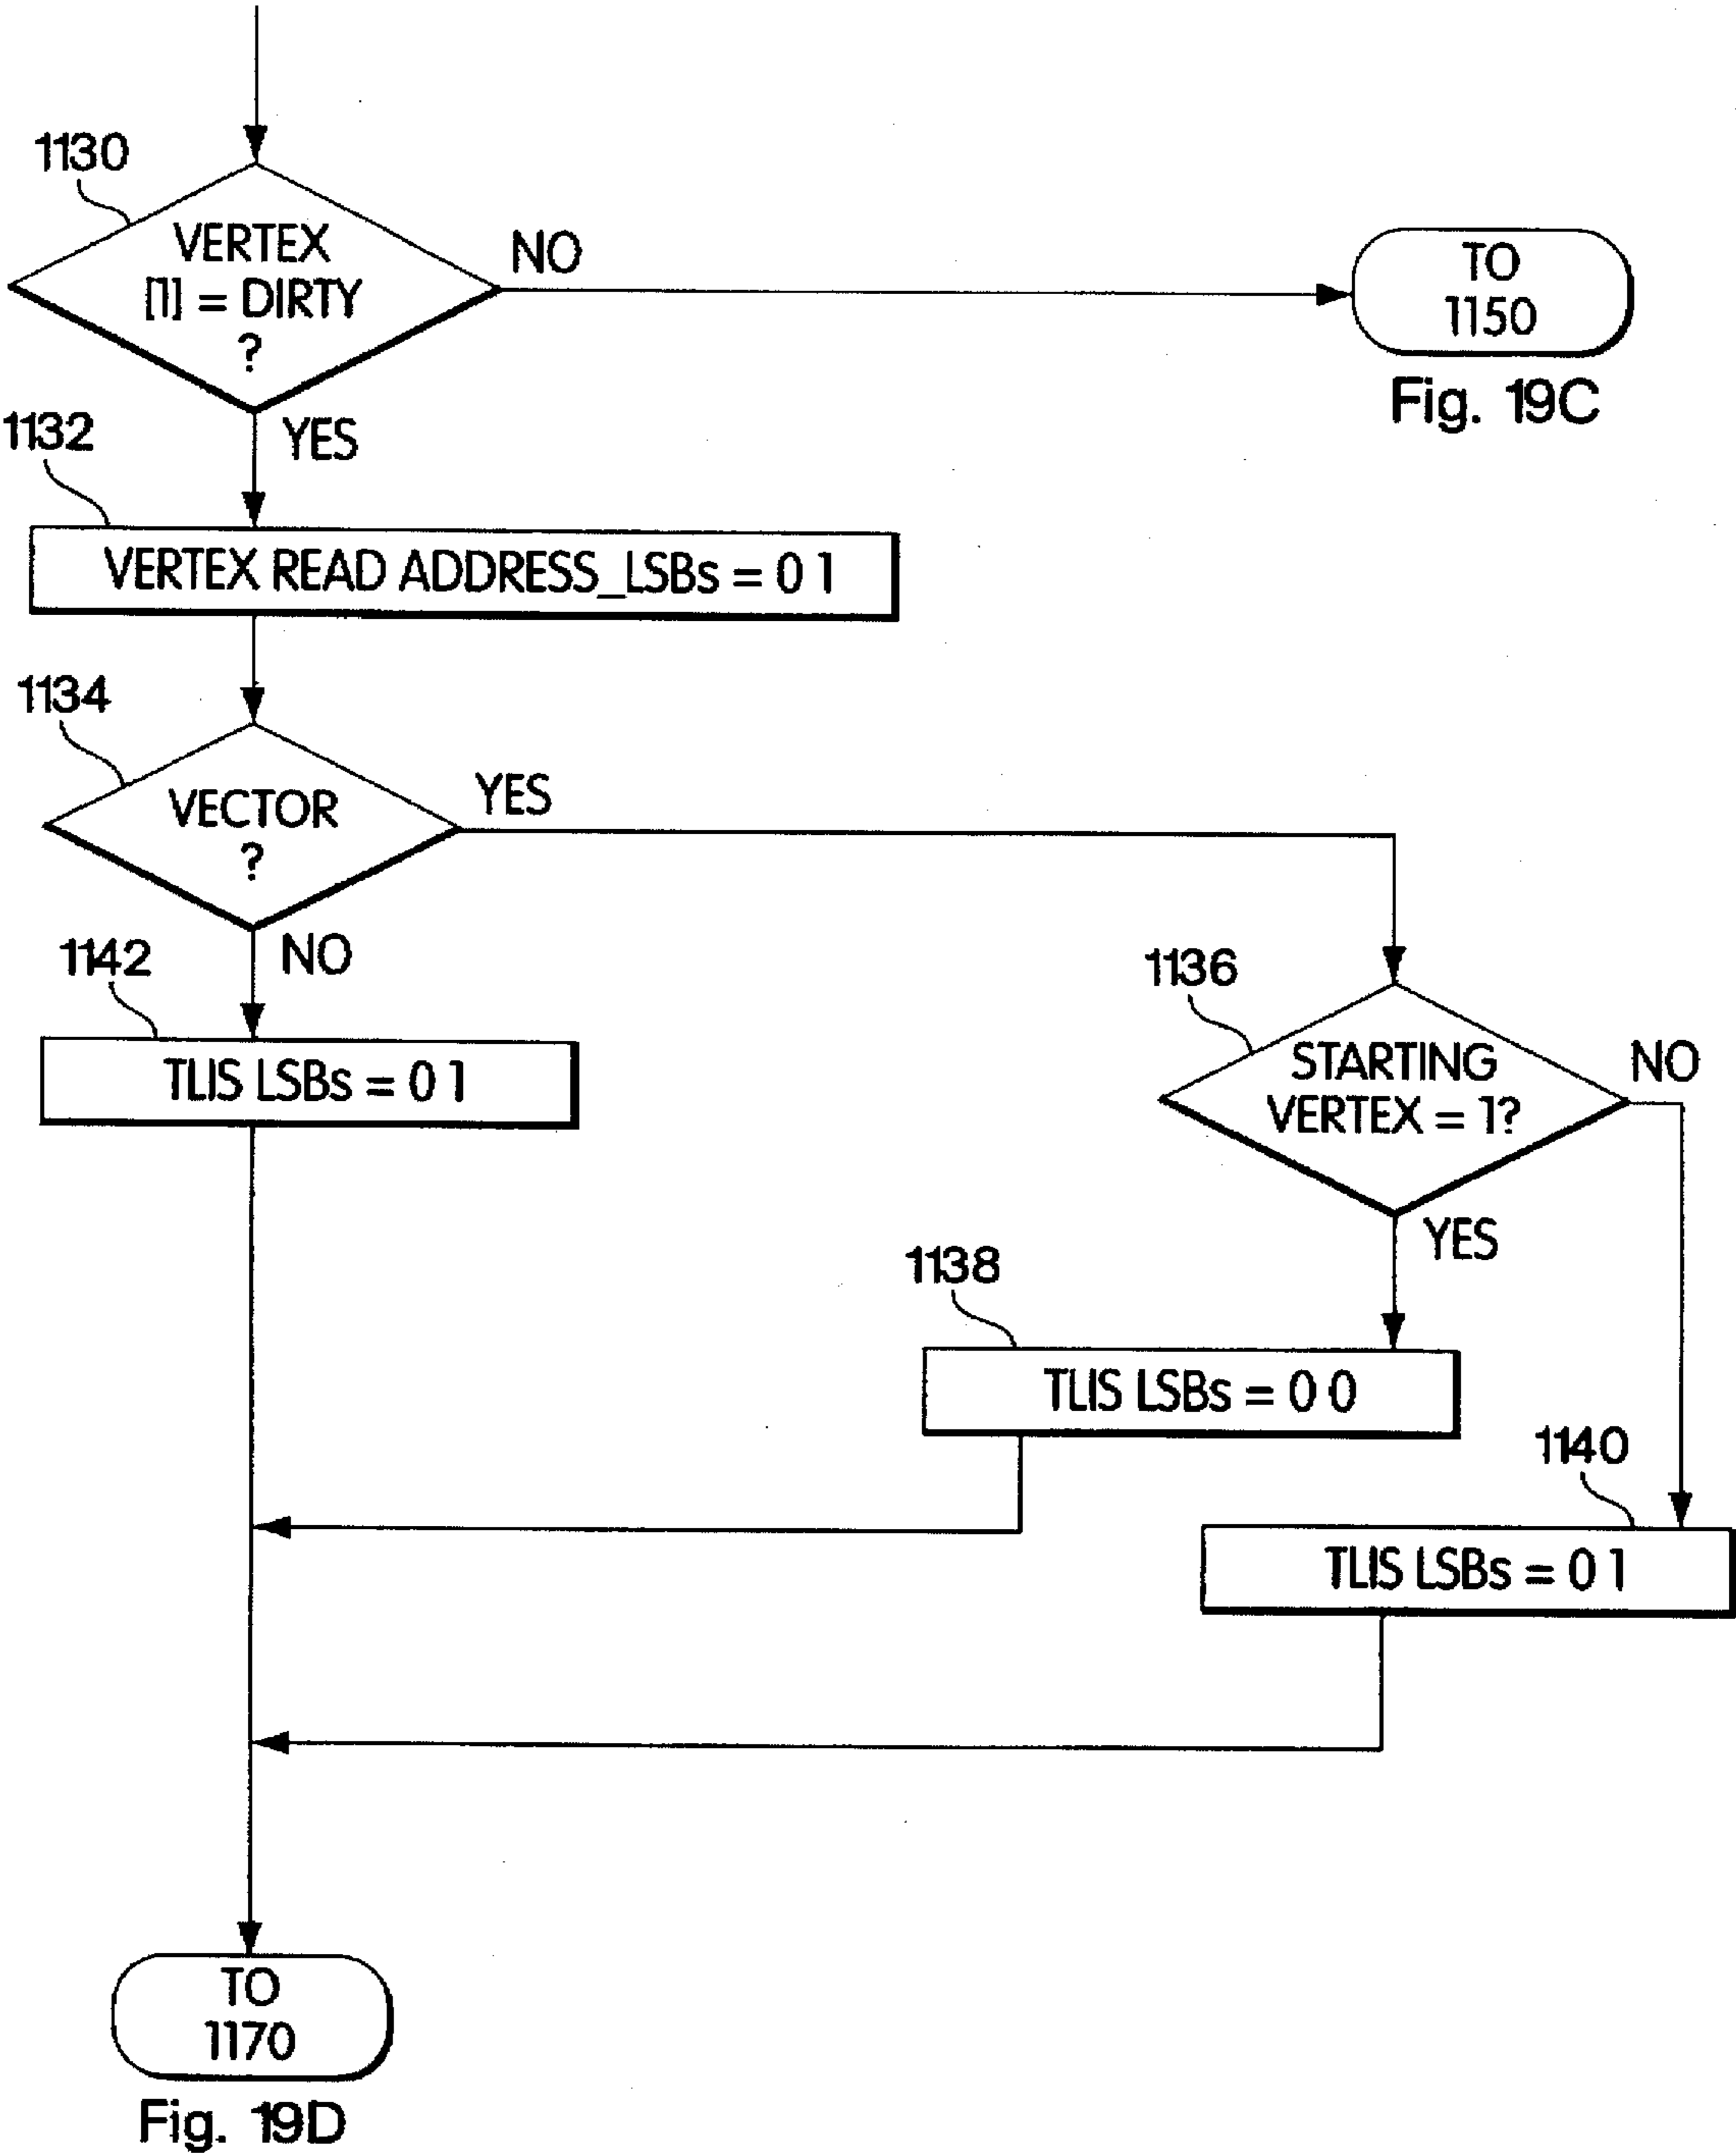 1130
VERTEX
[1] = DIRTY
?
NO
TO
1150
Fig. 19C
YES
1132
VERTEX READ ADDRESS_LSBs = 0 1
1134
VECTOR
?
YES
NO
1142
TLIS LSBs = 0 1
1136
STARTING
VERTEX = 1?
NO
YES
1138
TLIS LSBs = 0 0
1140
TLIS LSBs = 0 1
TO
1170
Fig. 19D